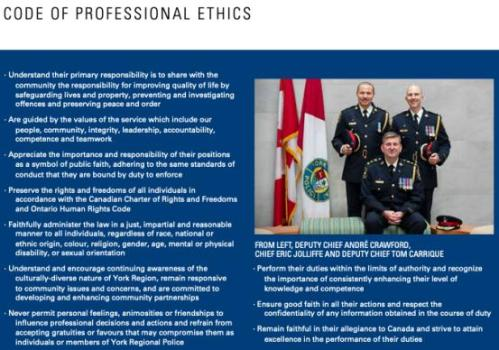 CODE OF PROFESSIONAL ETHICS
· Understand their primary responsibility is to share with the
community the responsibility for improving quality of life by
safeguarding lives and property, preventing and investigating
offences and preserving peace and order
· Are guided by the values of the service which include our
people, community, integrity, leadership, accountability,
competence and teamwork
· Appreciate the importance and responsibility of their positions
as a symbol of public faith, adhering to the same standards of
conduct that they are bound by duty to enforce
· Preserve the rights and freedoms of all individuals in
accordance with the Canadian Charter of Rights and Freedoms
and Ontario Human Rights Code
· Faithfully administer the law in a just, impartial and reasonable
manner to all individuals, regardless of race, national or
ethnic origin, colour, religion, gender, age, mental or physical
disability, or sexual orientation
· Understand and encourage continuing awareness of the
culturally-diverse nature of York Region, remain responsive
to community issues and concerns, and are committed to
developing and enhancing community partnerships
· Never permit personal feelings, animosities or friendships to
influence professional decisions and actions and refrain from
accepting gratuities or favours that may compromise them as
individuals or members of York Regional Police
FROM LEFT, DEPUTY CHIEF ANDRÉ CRAWFORD,
CHIEF ERIC JOLLIFFE AND DEPUTY CHIEF TOM CARRIQUE
· Perform their duties within the limits of authority and recognize
the importance of consistently enhancing their level of
knowledge and competence
· Ensure good faith in all their actions and respect the
confidentiality of any information obtained in the course of duty
· Remain faithful in their allegiance to Canada and strive to attain
excellence in the performance of their duties